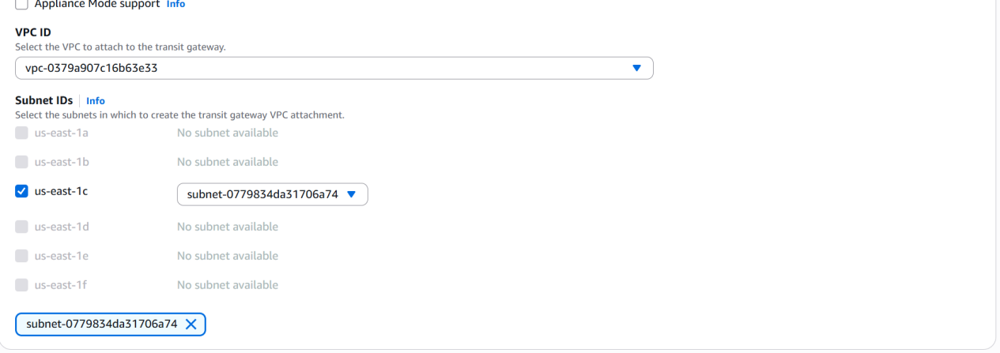 Appliance Mode support Info
VPC ID
Select the VPC to attach to the transit gateway.
vpc-0379a907c16b63e33
Subnet IDs Info
Select the subnets in which to create the transit gateway VPC attachment.
us-east-1a No subnet available
us-east-1b No subnet available
us-east-1c subnet-0779834da31706a74
us-east-1d No subnet available
us-east-1e No subnet available
us-east-1f No subnet available
subnet-0779834da31706a74